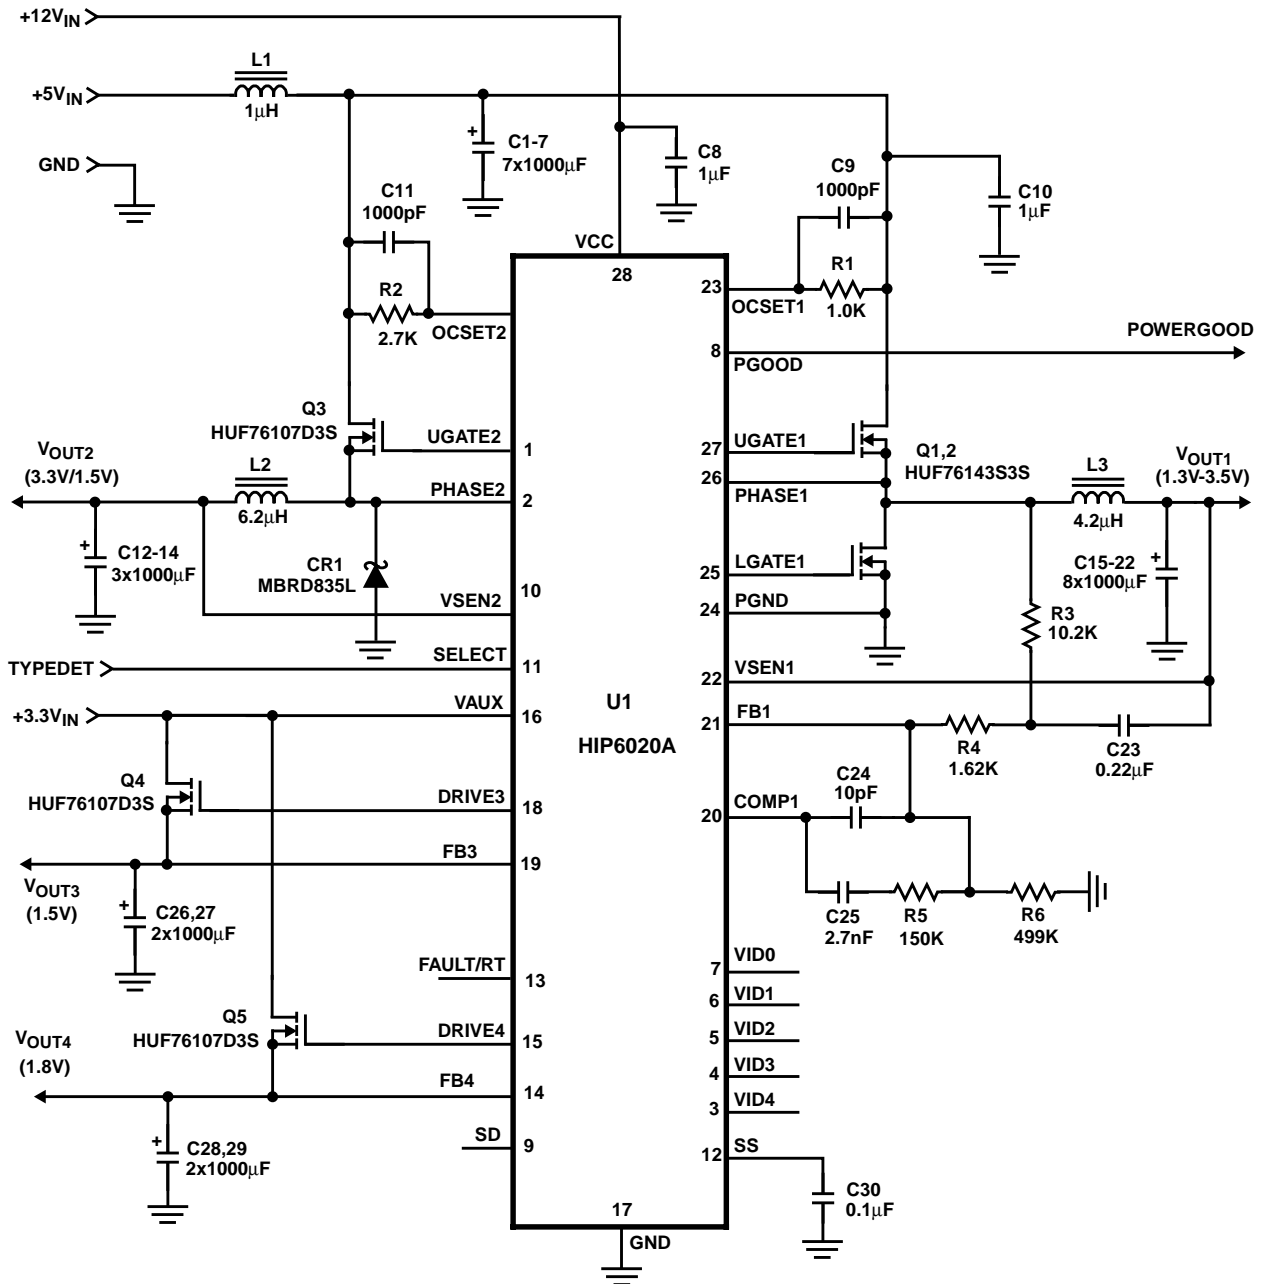 +12VIN
L1
+5VIN
1μH
GND
+
C1-7
7x1000μF
C8
1μF
C9
1000pF
C10
1μF
C11
1000pF
VCC
28
R2
2.7K
OCSET2
23
OCSET1
R1
1.0K
8
PGOOD
POWERGOOD
Q3
HUF76107D3S
UGATE2
1
27
UGATE1
Q1,2
HUF76143S3S
VOUT2
(3.3V/1.5V)
L2
6.2μH
PHASE2
2
26
PHASE1
L3
4.2μH
VOUT1
(1.3V-3.5V)
+
C12-14
3x1000μF
CR1
MBRD835L
25
LGATE1
+
C15-22
8x1000μF
10
VSEN2
24
PGND
R3
10.2K
TYPEDET
SELECT
11
22
VSEN1
+3.3VIN
VAUX
16
U1
HIP6020A
21
FB1
R4
1.62K
C23
0.22μF
Q4
HUF76107D3S
DRIVE3
18
20
COMP1
C24
10pF
FB3
19
VOUT3
(1.5V)
+
C26,27
2x1000μF
C25
2.7nF
R5
150K
R6
499K
FAULT/RT
13
7
VID0
6
VID1
Q5
HUF76107D3S
DRIVE4
15
5
VID2
VOUT4
(1.8V)
4
VID3
FB4
14
3
VID4
SD
9
12
SS
+
C28,29
2x1000μF
C30
0.1μF
17
GND